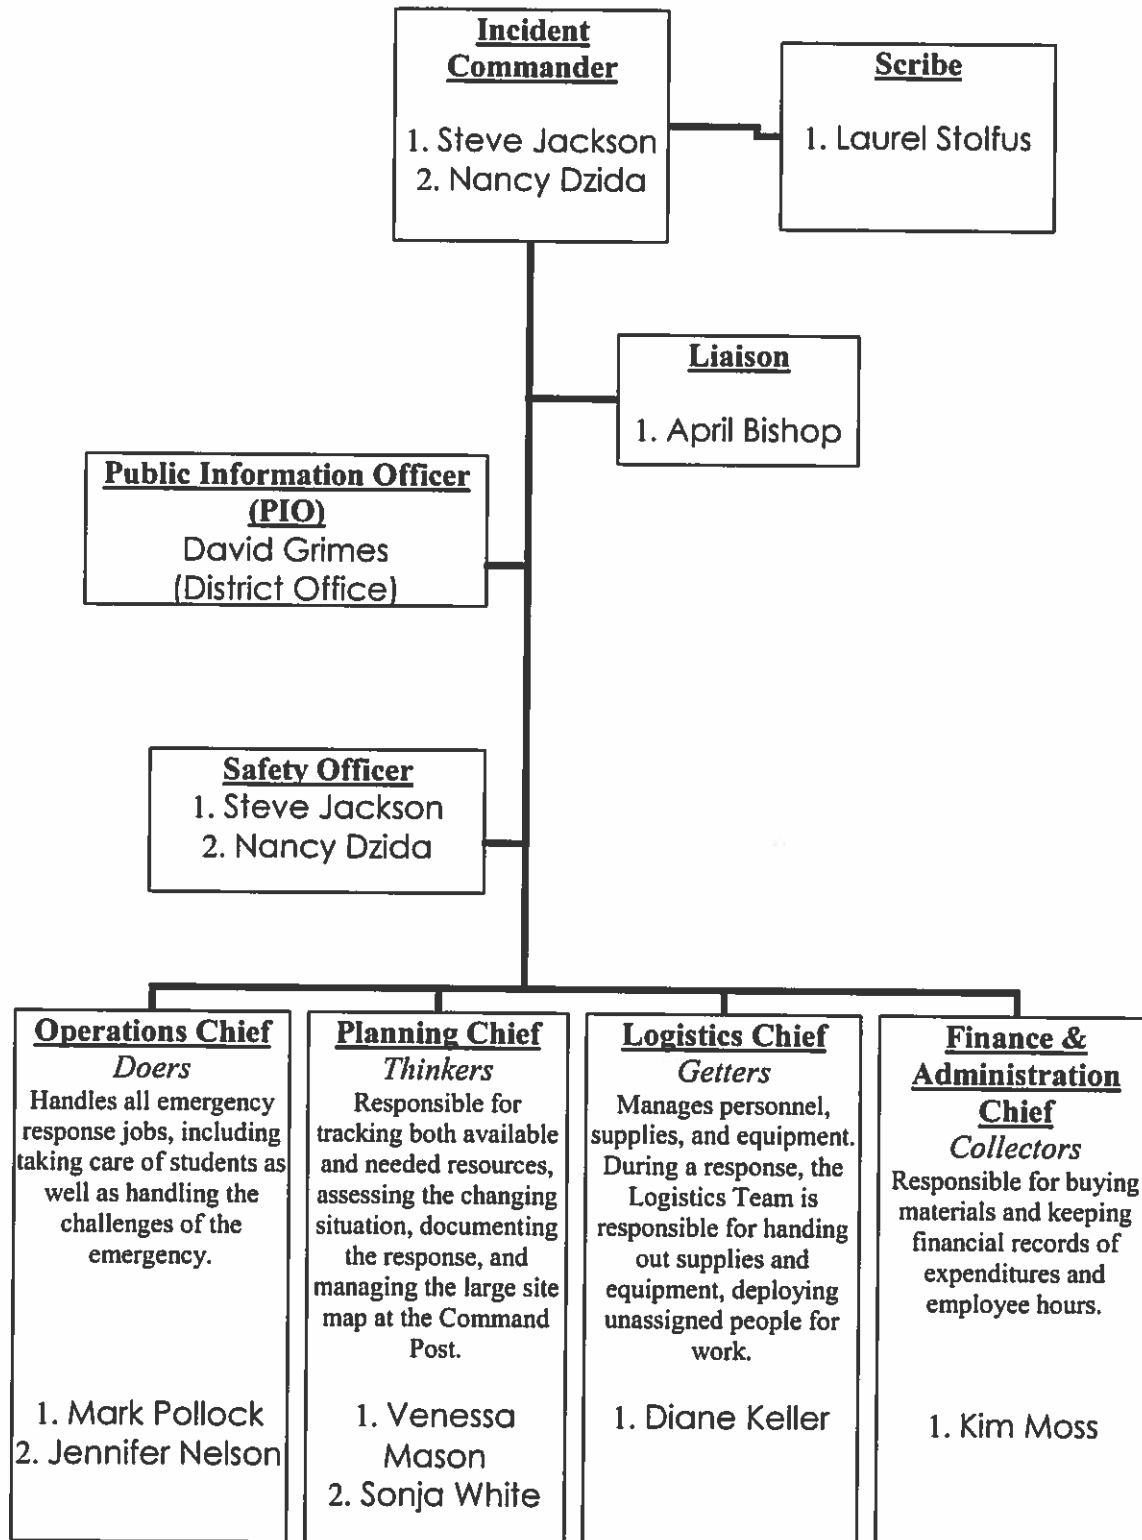 Incident
Commander
1. Steve Jackson
2. Nancy Dzida
Scribe
1. Laurel Stolfus
Liaison
1. April Bishop
Public Information Officer
(PIO)
David Grimes
(District Office)
Safety Officer
1. Steve Jackson
2. Nancy Dzida
Operations Chief
Doers
Handles all emergency
response jobs, including
taking care of students as
well as handling the
challenges of the
emergency.
1. Mark Pollock
2. Jennifer Nelson
Planning Chief
Thinkers
Responsible for
tracking both available
and needed resources,
assessing the changing
situation, documenting
the response, and
managing the large site
map at the Command
Post.
1. Venessa
Mason
2. Sonja White
Logistics Chief
Getters
Manages personnel,
supplies, and equipment.
During a response, the
Logistics Team is
responsible for handing
out supplies and
equipment, deploying
unassigned people for
work.
1. Diane Keller
Finance &
Administration
Chief
Collectors
Responsible for buying
materials and keeping
financial records of
expenditures and
employee hours.
1. Kim Moss